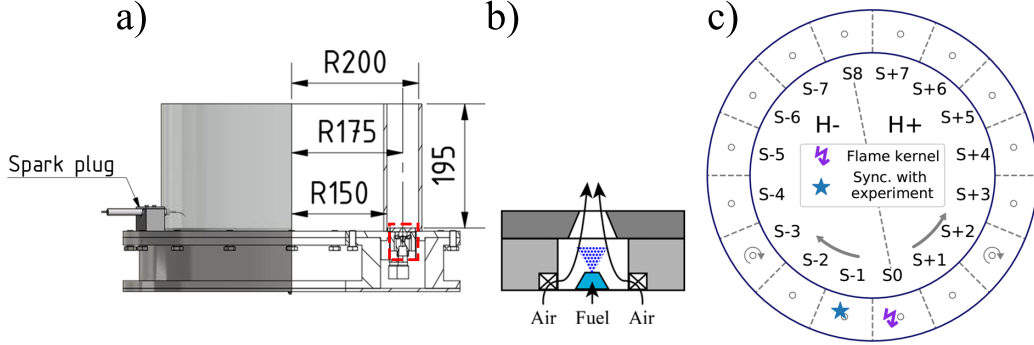 a)
R200
R175
R150
195
Spark plug
b)
Air
Fuel
Air
c)
S8
S+7
S-7
S+6
S-6
H-
H+
S+5
S-5
Flame kernel
S+4
Sync. with
experiment
S-4
S+3
S-3
S+2
S-2
S-1
S0
S+1